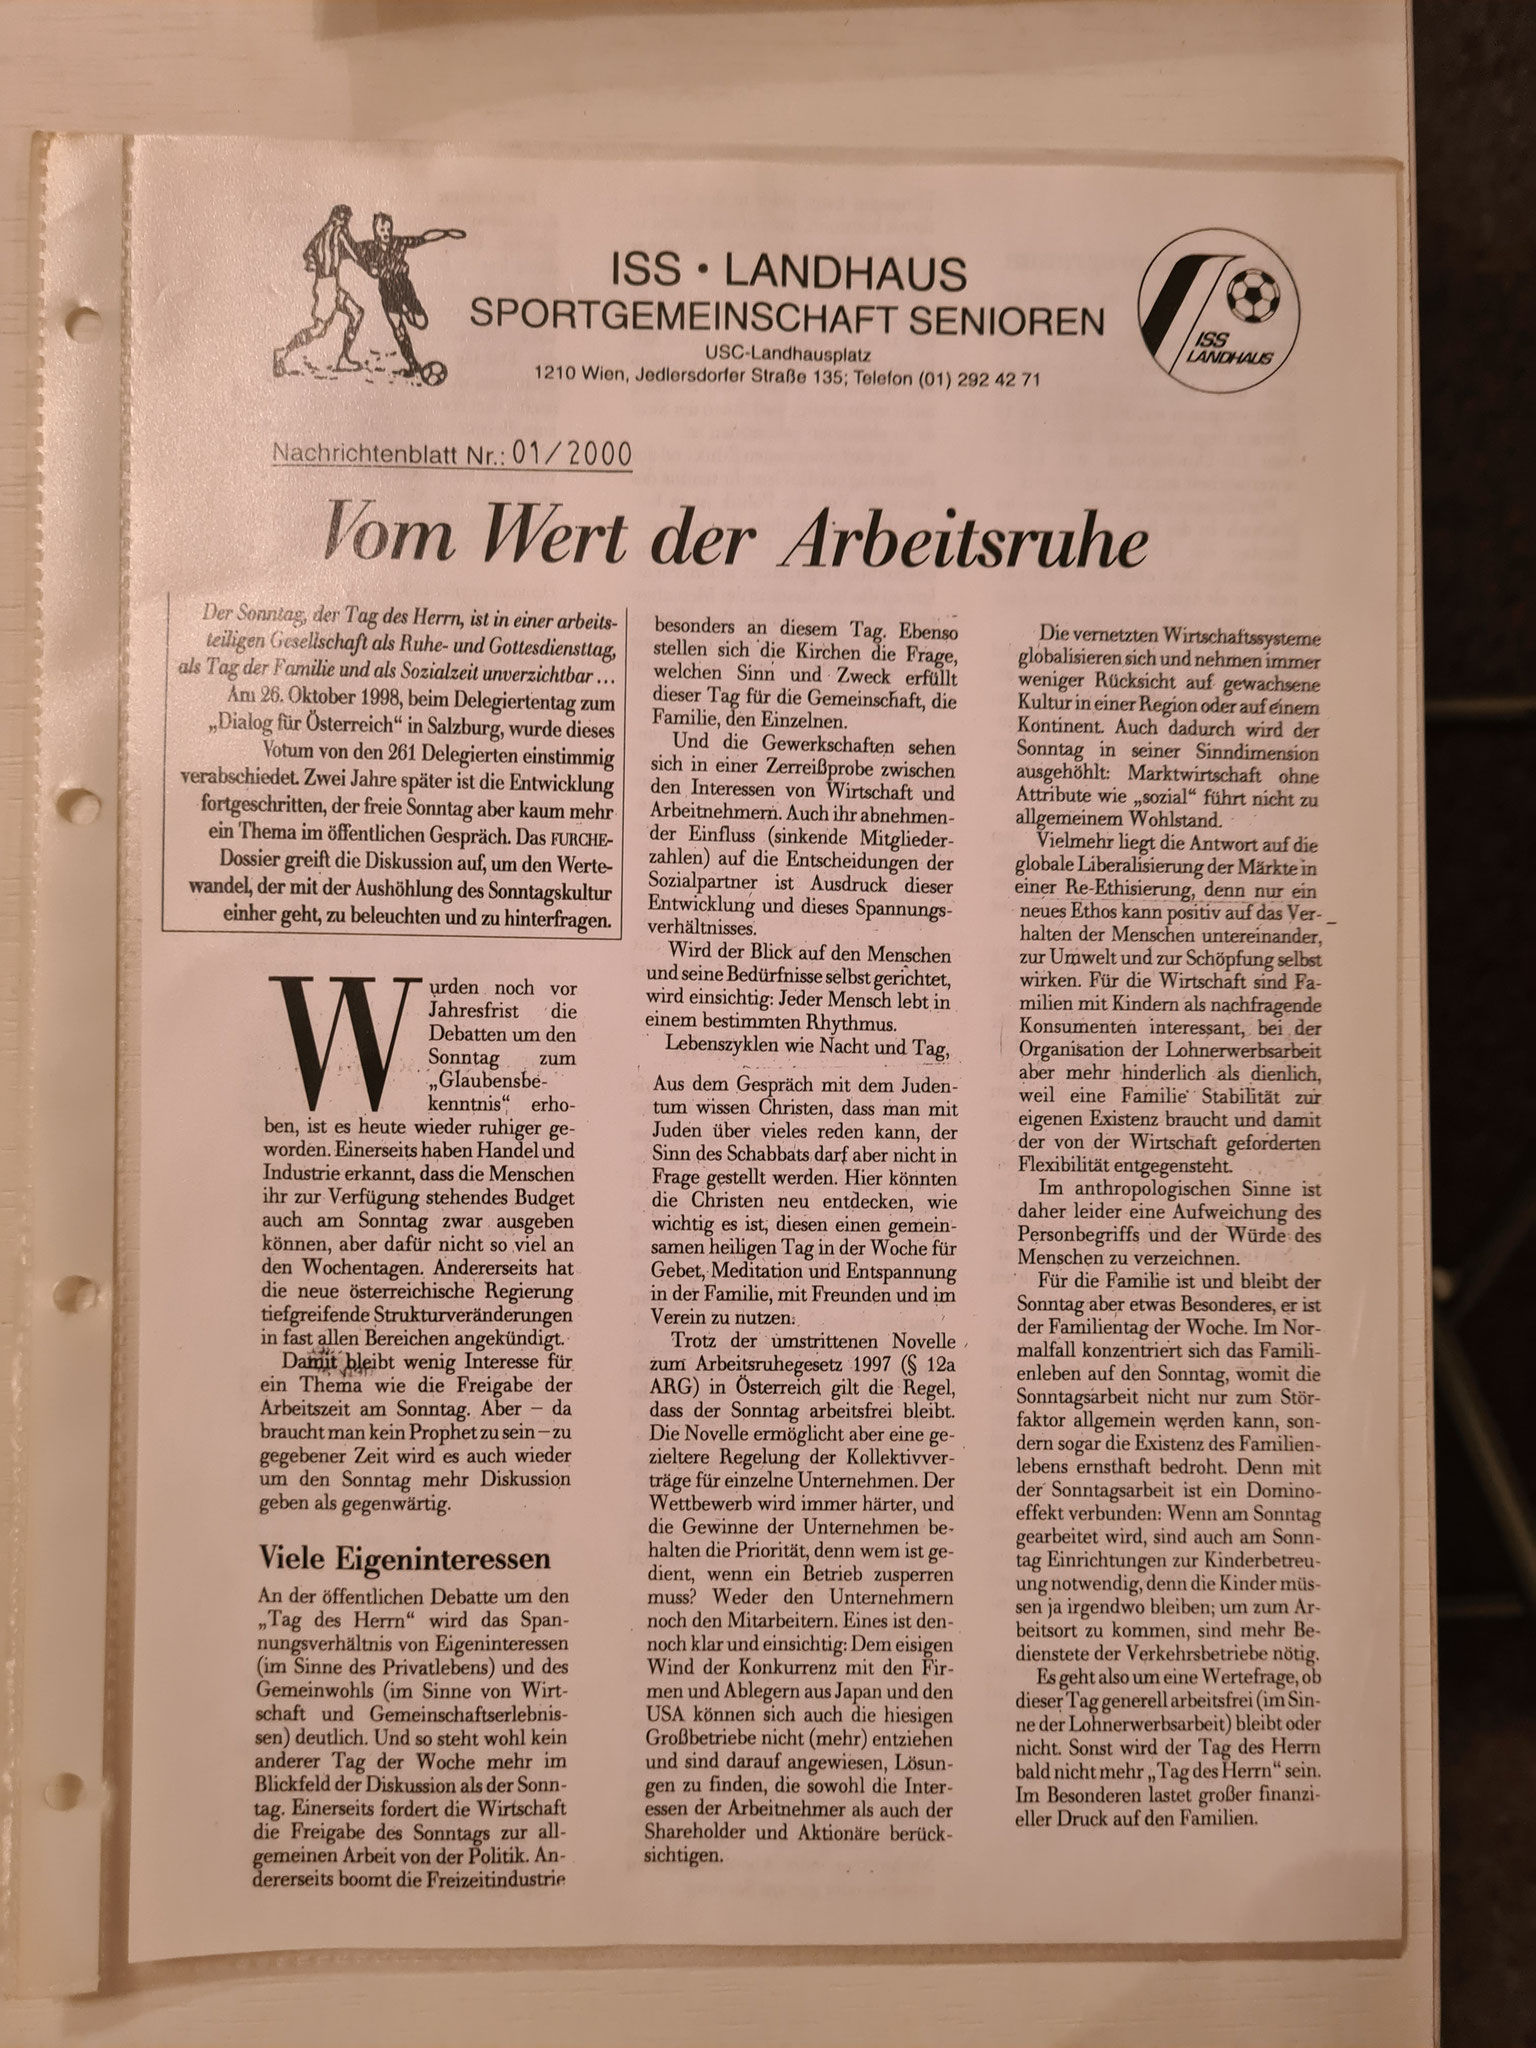 ISS • LANDHAUS
SPORTGEMEINSCHAFT SENIOREN
USC-Landhausplatz
1210 Wien, Jedlersdorfer Straße 135; Telefon (01) 292 42 71
ISS
LANDHAUS
Nachrichtenblatt Nr.: 01/2000
Vom Wert der Arbeitsruhe
Der Sonntag, der Tag des Herrn, ist in einer arbeits-
teiligen Gesellschaft als Ruhe- und Gottesdiensttag,
als Tag der Familie und als Sozialzeit unverzichtbar ...
Am 26. Oktober 1998, beim Delegiertentag zum
„Dialog für Österreich“ in Salzburg, wurde dieses
Votum von den 261 Delegierten einstimmig
verabschiedet. Zwei Jahre später ist die Entwicklung
fortgeschritten, der freie Sonntag aber kaum mehr
ein Thema im öffentlichen Gespräch. Das FURCHE-
Dossier greift die Diskussion auf, um den Werte-
wandel, der mit der Aushöhlung des Sonntagskultur
einher geht, zu beleuchten und zu hinterfragen.
Wurden noch vor
Jahresfrist die
Debatten um den
Sonntag zum
„Glaubensbe-
kenntnis“ erho-
ben, ist es heute wieder ruhiger ge-
worden. Einerseits haben Handel und
Industrie erkannt, dass die Menschen
ihr zur Verfügung stehendes Budget
auch am Sonntag zwar ausgeben
können, aber dafür nicht so viel an
den Wochentagen. Andererseits hat
die neue österreichische Regierung
tiefgreifende Strukturveränderungen
in fast allen Bereichen angekündigt.
Damit bleibt wenig Interesse für
ein Thema wie die Freigabe der
Arbeitszeit am Sonntag. Aber – da
braucht man kein Prophet zu sein – zu
gegebener Zeit wird es auch wieder
um den Sonntag mehr Diskussion
geben als gegenwärtig.
Viele Eigeninteressen
An der öffentlichen Debatte um den
„Tag des Herrn“ wird das Span-
nungsverhältnis von Eigeninteressen
(im Sinne des Privatlebens) und des
Gemeinwohls (im Sinne von Wirt-
schaft und Gemeinschaftserlebnis-
sen) deutlich. Und so steht wohl kein
anderer Tag der Woche mehr im
Blickfeld der Diskussion als der Sonn-
tag. Einerseits fordert die Wirtschaft
die Freigabe des Sonntags zur all-
gemeinen Arbeit von der Politik. An-
dererseits boomt die Freizeitindustrie
besonders an diesem Tag. Ebenso
stellen sich die Kirchen die Frage,
welchen Sinn und Zweck erfüllt
dieser Tag für die Gemeinschaft, die
Familie, den Einzelnen.
Und die Gewerkschaften sehen
sich in einer Zerreißprobe zwischen
den Interessen von Wirtschaft und
Arbeitnehmern. Auch ihr abnehmen-
der Einfluss (sinkende Mitglieder-
zahlen) auf die Entscheidungen der
Sozialpartner ist Ausdruck dieser
Entwicklung und dieses Spannungs-
verhältnisses.
Wird der Blick auf den Menschen
und seine Bedürfnisse selbst gerichtet,
wird einsichtig: Jeder Mensch lebt in
einem bestimmten Rhythmus.
Lebenszyklen wie Nacht und Tag,
Aus dem Gespräch mit dem Juden-
tum wissen Christen, dass man mit
Juden über vieles reden kann, der
Sinn des Schabbats darf aber nicht in
Frage gestellt werden. Hier könnten
die Christen neu entdecken, wie
wichtig es ist, diesen einen gemein-
samen heiligen Tag in der Woche für
Gebet, Meditation und Entspannung
in der Familie, mit Freunden und im
Verein zu nutzen.
Trotz der umstrittenen Novelle
zum Arbeitsruhegesetz 1997 (§ 12a
ARG) in Österreich gilt die Regel,
dass der Sonntag arbeitsfrei bleibt.
Die Novelle ermöglicht aber eine ge-
zieltere Regelung der Kollektivver-
träge für einzelne Unternehmen. Der
Wettbewerb wird immer härter, und
die Gewinne der Unternehmen be-
halten die Priorität, denn wem ist ge-
dient, wenn ein Betrieb zusperren
muss? Weder den Unternehmern
noch den Mitarbeitern. Eines ist den-
noch klar und einsichtig: Dem eisigen
Wind der Konkurrenz mit den Fir-
men und Ablegern aus Japan und den
USA können sich auch die hiesigen
Großbetriebe nicht (mehr) entziehen
und sind darauf angewiesen, Lösun-
gen zu finden, die sowohl die Inter-
essen der Arbeitnehmer als auch der
Shareholder und Aktionäre berück-
sichtigen.
Die vernetzten Wirtschaftssysteme
globalisieren sich und nehmen immer
weniger Rücksicht auf gewachsene
Kultur in einer Region oder auf einem
Kontinent. Auch dadurch wird der
Sonntag in seiner Sinndimension
ausgehöhlt: Marktwirtschaft ohne
Attribute wie „sozial“ führt nicht zu
allgemeinem Wohlstand.
Vielmehr liegt die Antwort auf die
globale Liberalisierung der Märkte in
einer Re-Ethisierung, denn nur ein
neues Ethos kann positiv auf das Ver-
halten der Menschen untereinander,
zur Umwelt und zur Schöpfung selbst
wirken. Für die Wirtschaft sind Fa-
milien mit Kindern als nachfragende
Konsumenten interessant, bei der
Organisation der Lohnerwerbsarbeit
aber mehr hinderlich als dienlich,
weil eine Familie Stabilität zur
eigenen Existenz braucht und damit
der von der Wirtschaft geforderten
Flexibilität entgegensteht.
Im anthropologischen Sinne ist
daher leider eine Aufweichung des
Personbegriffs und der Würde des
Menschen zu verzeichnen.
Für die Familie ist und bleibt der
Sonntag aber etwas Besonderes, er ist
der Familientag der Woche. Im Nor-
malfall konzentriert sich das Famili-
enleben auf den Sonntag, womit die
Sonntagsarbeit nicht nur zum Stör-
faktor allgemein werden kann, son-
dern sogar die Existenz des Familien-
lebens ernsthaft bedroht. Denn mit
der Sonntagsarbeit ist ein Domino-
effekt verbunden: Wenn am Sonntag
gearbeitet wird, sind auch am Sonn-
tag Einrichtungen zur Kinderbetreu-
ung notwendig, denn die Kinder müs-
sen ja irgendwo bleiben; um zum Ar-
beitsort zu kommen, sind mehr Be-
dienstete der Verkehrsbetriebe nötig.
Es geht also um eine Wertefrage, ob
dieser Tag generell arbeitsfrei (im Sin-
ne der Lohnerwerbsarbeit) bleibt oder
nicht. Sonst wird der Tag des Herrn
bald nicht mehr „Tag des Herrn“ sein.
Im Besonderen lastet großer finanzi-
eller Druck auf den Familien.